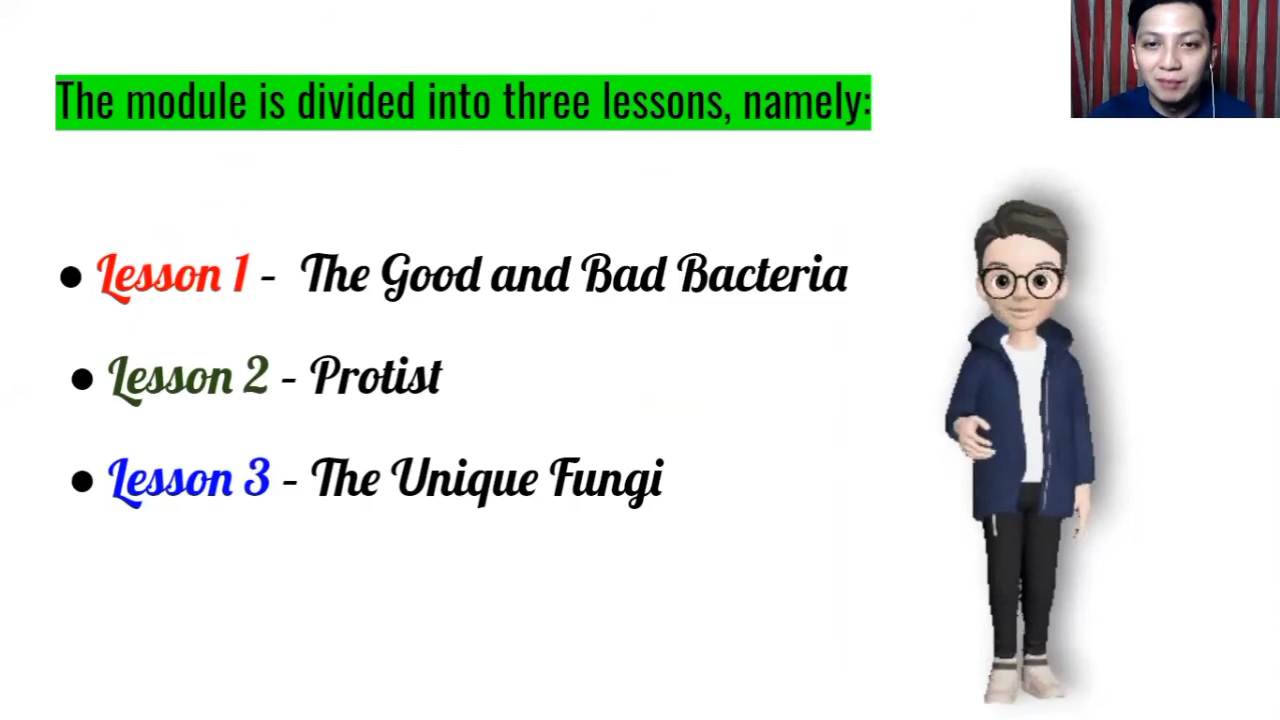 The module is divided into three lessons, namely:
● Lesson 1 – The Good and Bad Bacteria
● Lesson 2 – Protist
● Lesson 3 – The Unique Fungi